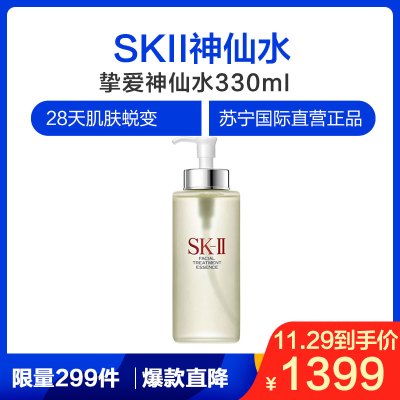 SKII神仙水
挚爱神仙水330ml
28天肌肤蜕变
苏宁国际直营正品
SK-II
FACIAL
TREATMENT
ESSENCE
11.29到手价
限量299件 爆款直降
¥1399